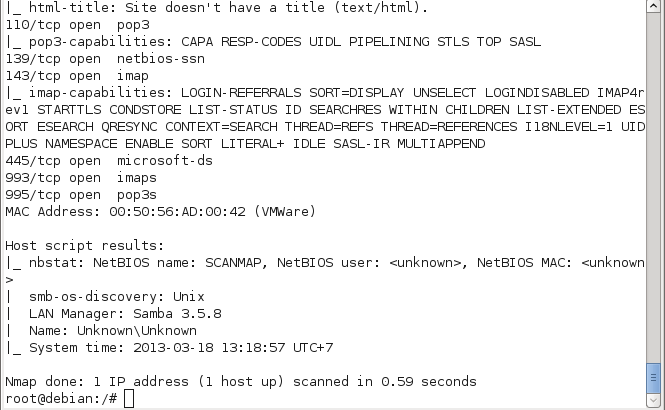 |_ html-title: Site doesn't have a title (text/html).
110/tcp open  pop3
|_ pop3-capabilities: CAPA RESP-CODES UIDL PIPELINING STLS TOP SASL
139/tcp open  netbios-ssn
143/tcp open  imap
|_ imap-capabilities: LOGIN-REFERRALS SORT=DISPLAY UNSELECT LOGINDISABLED IMAP4r
ev1 STARTTLS CONDSTORE LIST-STATUS ID SEARCHRES WITHIN CHILDREN LIST-EXTENDED ES
ORT ESEARCH QRESYNC CONTEXT=SEARCH THREAD=REFS THREAD=REFERENCES I18NLEVEL=1 UID
PLUS NAMESPACE ENABLE SORT LITERAL+ IDLE SASL-IR MULTIAPPEND
445/tcp open  microsoft-ds
993/tcp open  imaps
995/tcp open  pop3s
MAC Address: 00:50:56:AD:00:42 (VMWare)

Host script results:
|_ nbstat: NetBIOS name: SCANMAP, NetBIOS user: <unknown>, NetBIOS MAC: <unknown
>
|  smb-os-discovery: Unix
|  LAN Manager: Samba 3.5.8
|  Name: Unknown\Unknown
|_ System time: 2013-03-18 13:18:57 UTC+7

Nmap done: 1 IP address (1 host up) scanned in 0.59 seconds
root@debian:/#